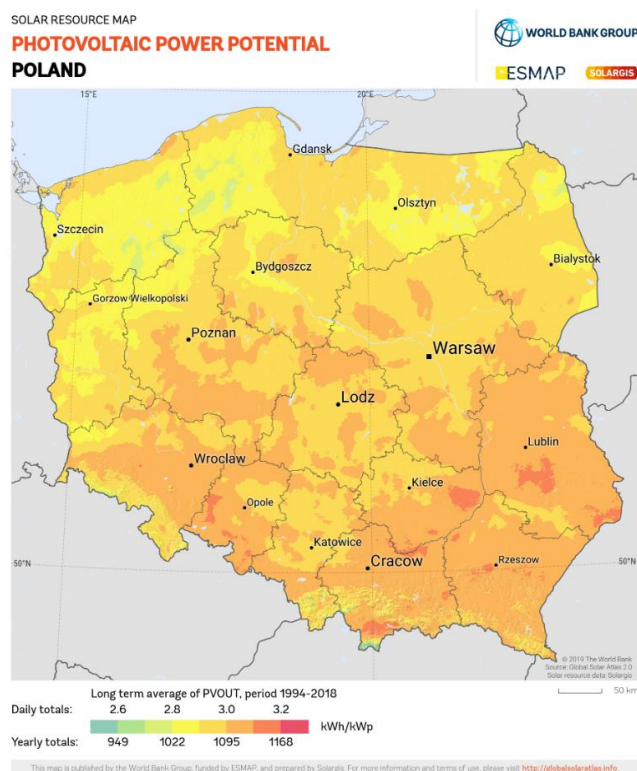 SOLAR RESOURCE MAP
PHOTOVOLTAIC POWER POTENTIAL
POLAND
WORLD BANK GROUP
ESMAP
SOLARGIS
15°E
20°E
Gdansk
Olsztyn
Szczecin
Bialystok
Bydgoszcz
Gorzow Wielkopolski
Poznan
Warsaw
Lodz
Lublin
Wroclaw
Kielce
Opole
Katowice
50°N
Cracow
Rzeszow
50°N
© 2019 The World Bank
Source: Global Solar Atlas 2.0
Solar resource data: Solargis
50 km
Long term average of PVOUT, period 1994-2018
Daily totals: 2.6 2.8 3.0 3.2
kWh/kWp
Yearly totals: 949 1022 1095 1168
This map is published by the World Bank Group, funded by ESMAP, and prepared by Solargis. For more information and terms of use, please visit http://globalsolaratlas.info.